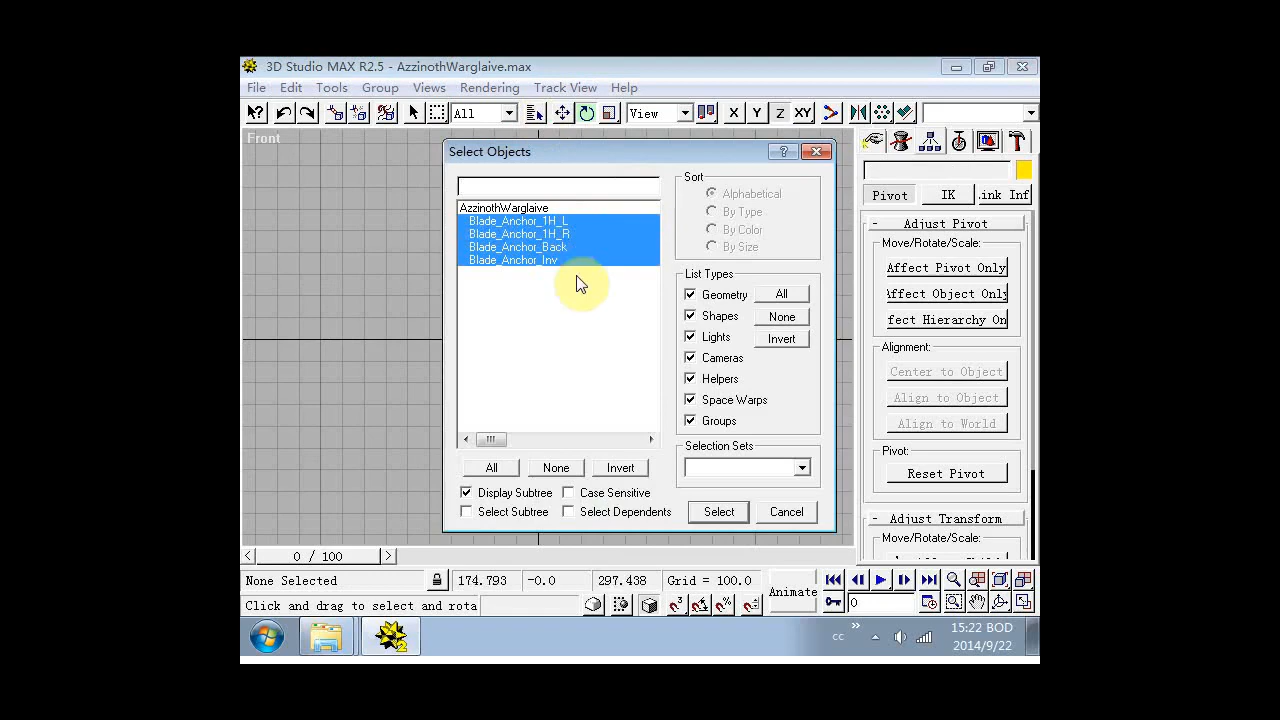 3D Studio MAX R2.5 - AzzinothWarglaive.max
File Edit Tools Group Views Rendering Track View Help
All View X Y Z XY
Front
Select Objects
AzzinothWarglaive
Blade_Anchor_1H_L
Blade_Anchor_1H_R
Blade_Anchor_Back
Blade_Anchor_Inv
All None Invert
Display Subtree Case Sensitive
Select Subtree Select Dependents
Sort
Alphabetical
By Type
By Color
By Size
List Types
Geometry All
Shapes None
Lights Invert
Cameras
Helpers
Space Warps
Groups
Selection Sets
Select Cancel
Pivot IK .ink Inf
- Adjust Pivot
Move/Rotate/Scale:
Affect Pivot Only
Affect Object Only
fect Hierarchy On
Alignment:
Center to Object
Align to Object
Align to World
Pivot:
Reset Pivot
- Adjust Transform
Move/Rotate/Scale:
0 / 100
None Selected 174.793 -0.0 297.438 Grid = 100.0
Animate
0
Click and drag to select and rota
CC
15:22 BOD
2014/9/22